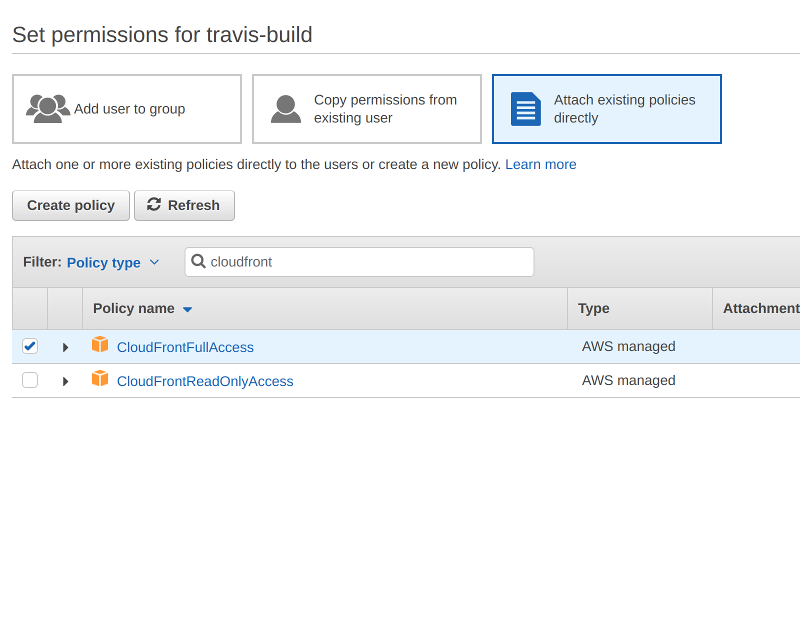 Set permissions for travis-build
Add user to group
Copy permissions from
existing user
Attach existing policies
directly
Attach one or more existing policies directly to the users or create a new policy. Learn more
Create policy
Refresh
Filter: Policy type
cloudfront
Policy name
Type
Attachment
CloudFrontFullAccess
AWS managed
CloudFrontReadOnlyAccess
AWS managed